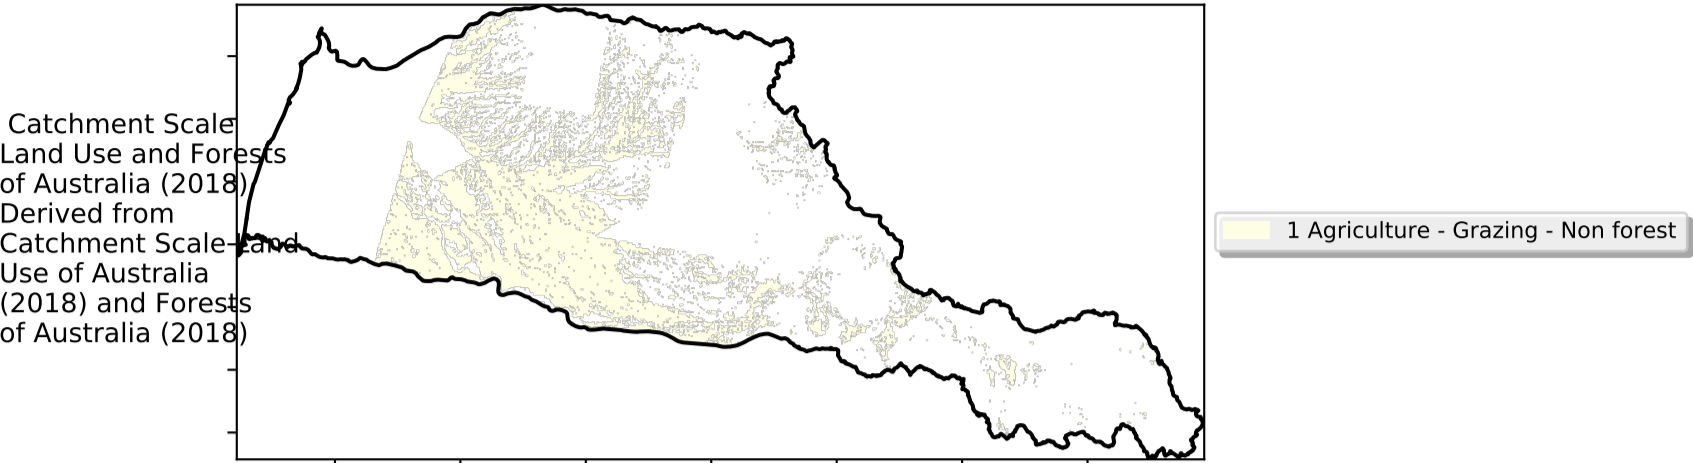 Catchment Scale
Land Use and Forests
of Australia (2018)
Derived from
Catchment Scale Land
Use of Australia
(2018) and Forests
of Australia (2018)
1 Agriculture - Grazing - Non forest